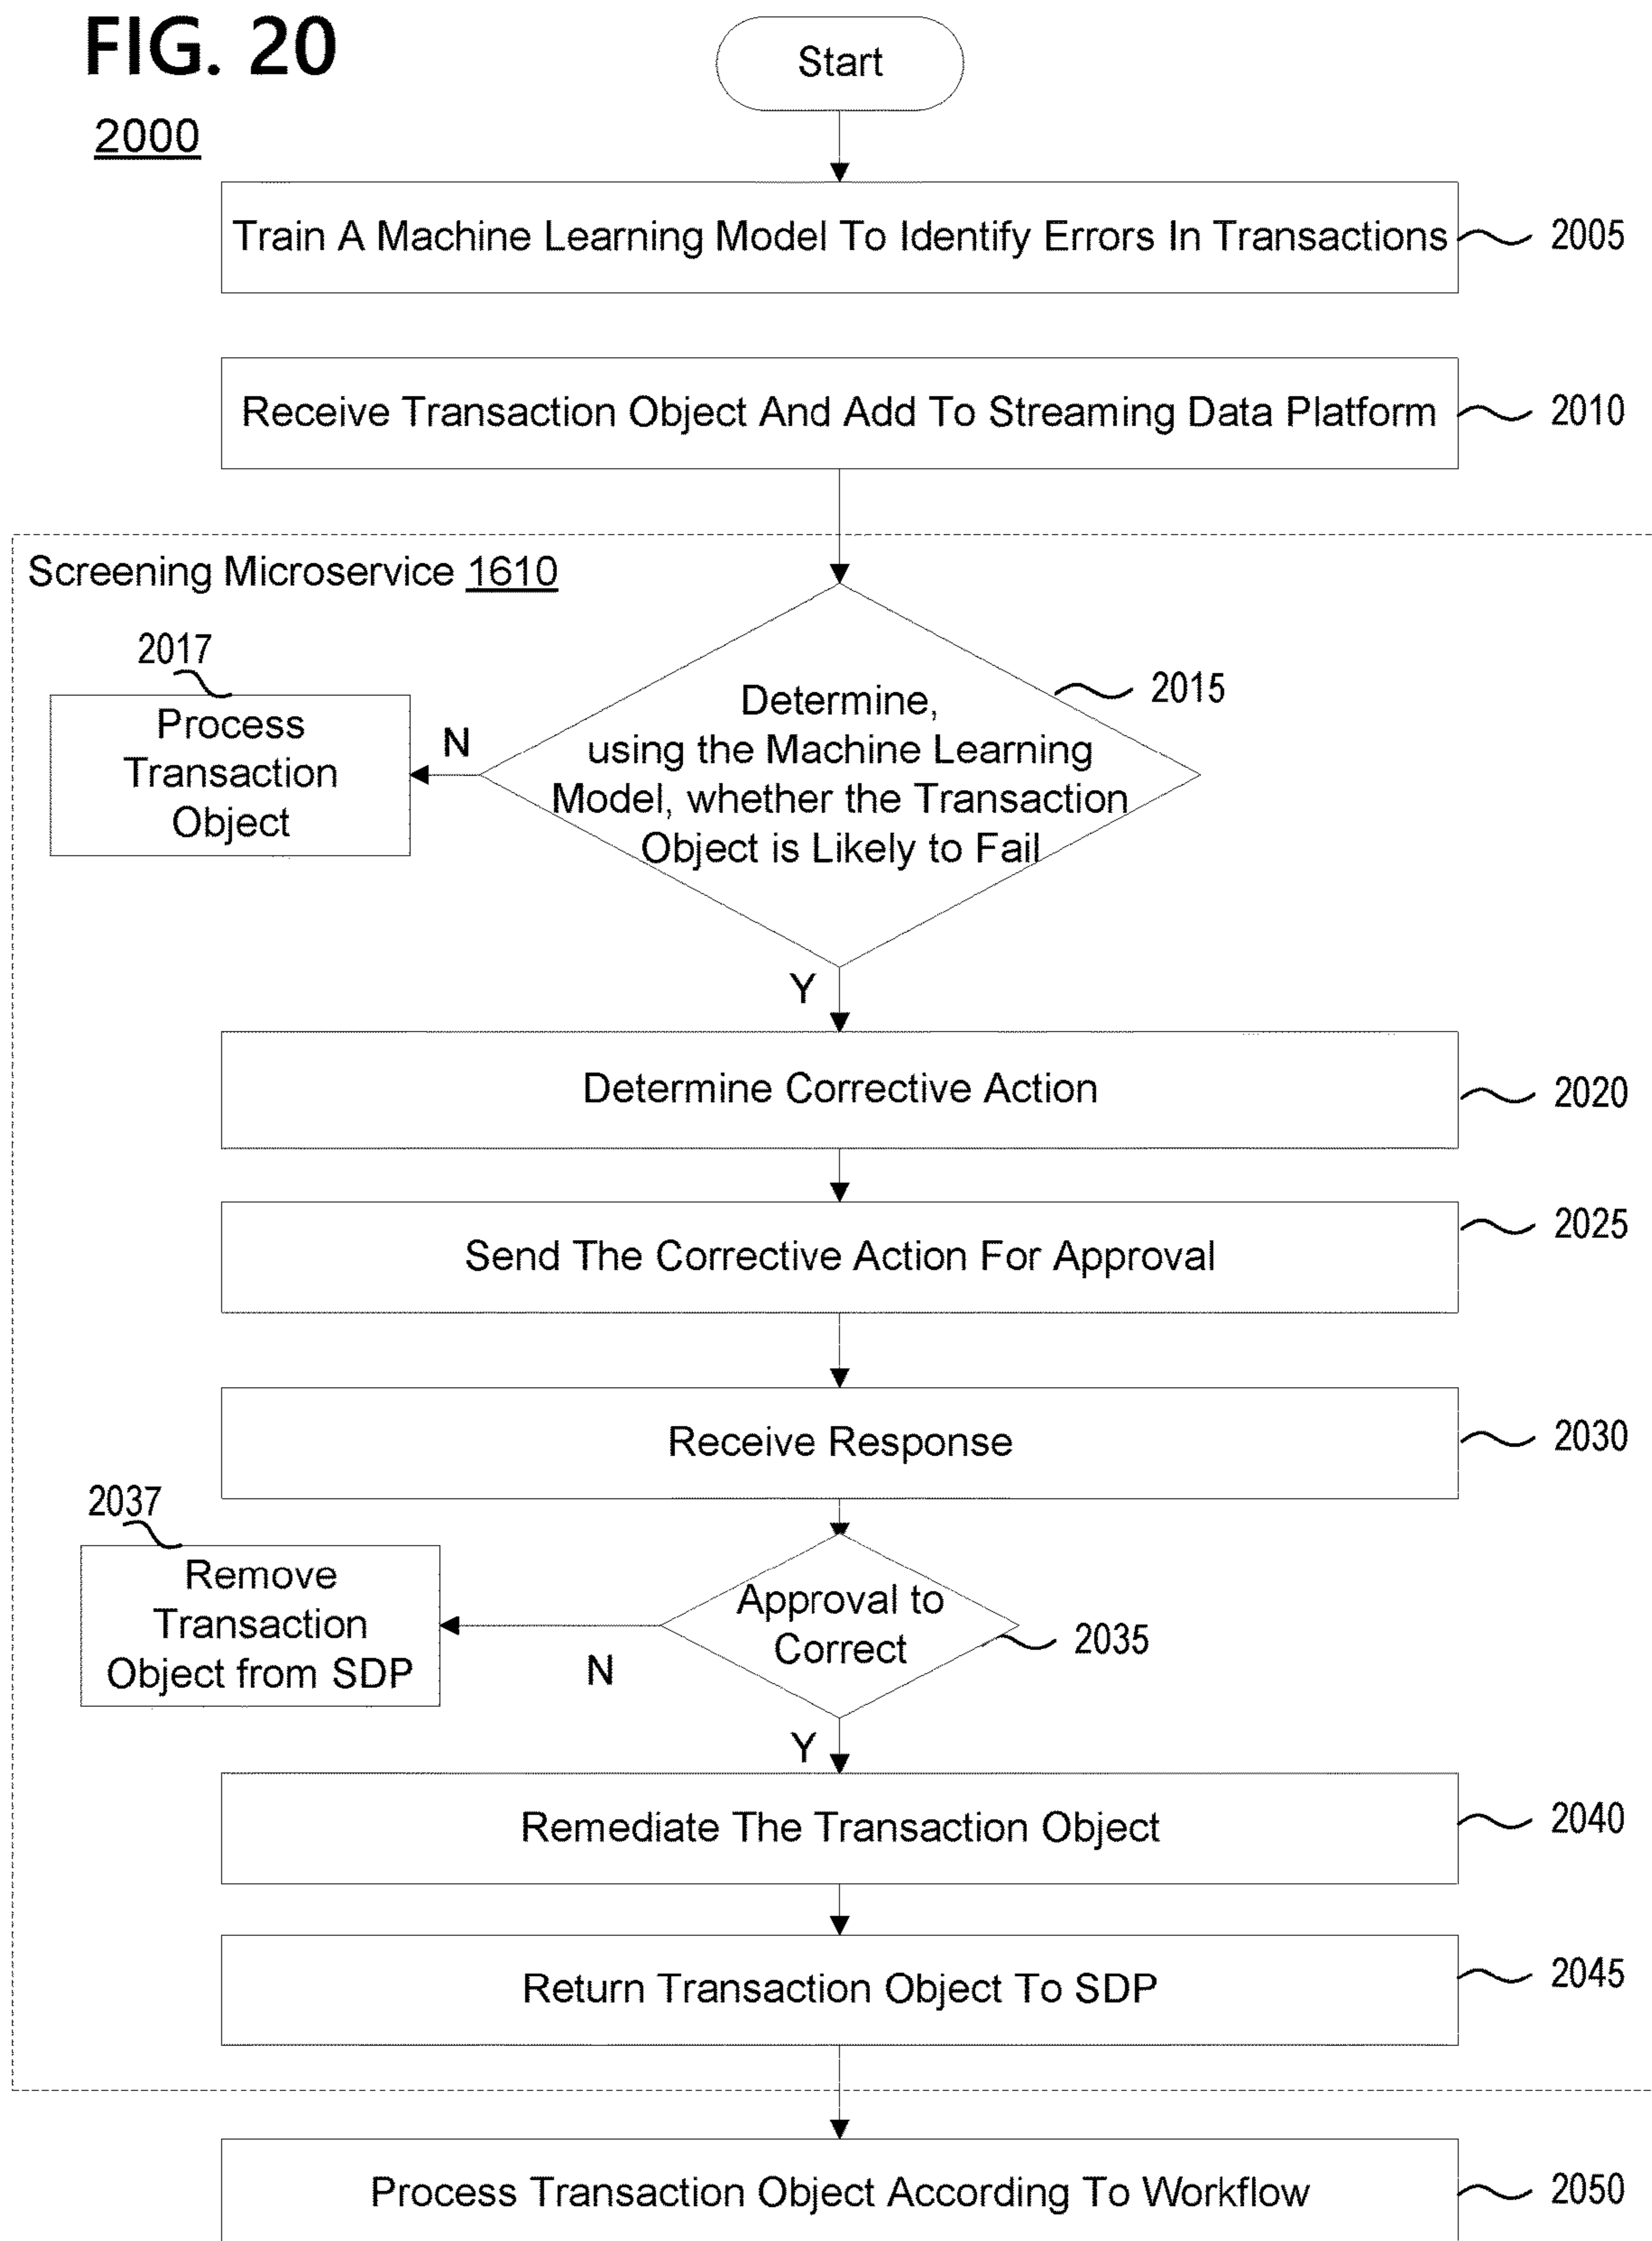 FIG. 20
2000
Start
Train A Machine Learning Model To Identify Errors In Transactions
2005
Receive Transaction Object And Add To Streaming Data Platform
2010
Screening Microservice 1610
2017
Process
Transaction
Object
N
Determine,
using the Machine Learning
Model, whether the Transaction
Object is Likely to Fail
2015
Y
Determine Corrective Action
2020
Send The Corrective Action For Approval
2025
Receive Response
2030
2037
Remove
Transaction
Object from SDP
N
Approval to
Correct
2035
Y
Remediate The Transaction Object
2040
Return Transaction Object To SDP
2045
Process Transaction Object According To Workflow
2050